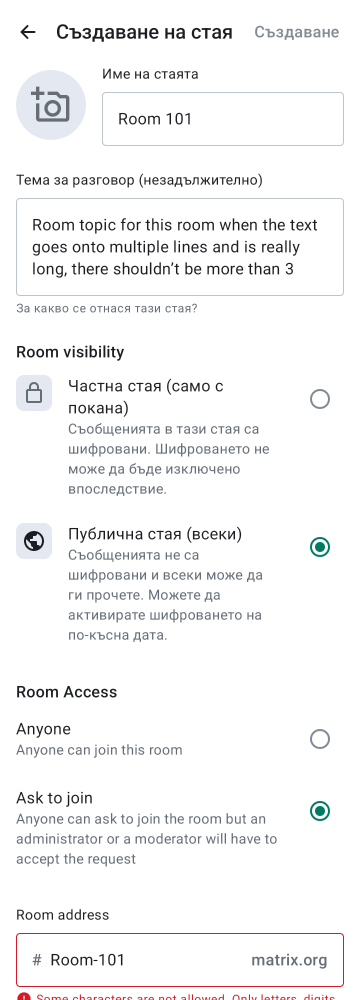 Създаване на стая
Създаване
Име на стаята
Room 101
Тема за разговор (незадължително)
Room topic for this room when the text
goes onto multiple lines and is really
long, there shouldn’t be more than 3
За какво се отнася тази стая?
Room visibility
Частна стая (само с
покана)
Съобщенията в тази стая са
шифровани. Шифроването не
може да бъде изключено
впоследствие.
Публична стая (всеки)
Съобщенията не са
шифровани и всеки може да
ги прочете. Можете да
активирате шифроването на
по-късна дата.
Room Access
Anyone
Anyone can join this room
Ask to join
Anyone can ask to join the room but an
administrator or a moderator will have to
accept the request
Room address
# Room-101 matrix.org
Some characters are not allowed. Only letters, digits